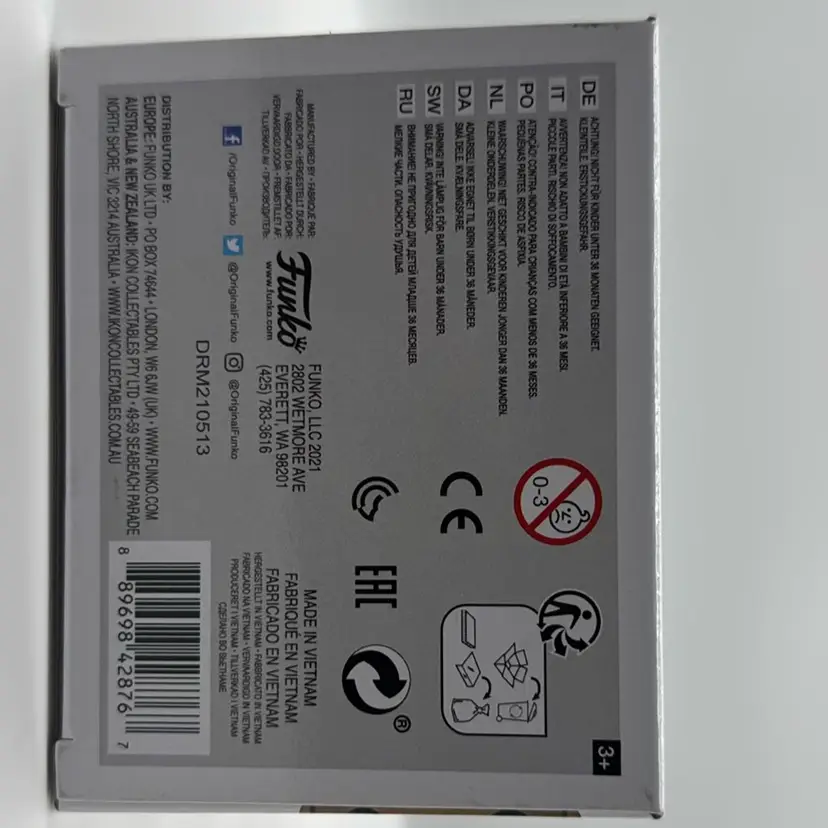 DE ACHTUNG! NICHT FÜR KINDER UNTER 36 MONATEN GEEIGNET.
KLEINTEILE. ERSTICKUNGSGEFAHR.
IT AVVERTENZA! NON ADATTO A BAMBINI DI ETÀ INFERIORE A 36 MESI.
PICCOLE PARTI. RISCHIO DI SOFFOCAMENTO.
PO ATENÇÃO! CONTRA-INDICADO PARA CRIANÇAS COM MENOS DE 36 MESES.
PEQUENAS PARTES. RISCO DE ASFIXIA.
NL WAARSCHUWING! NIET GESCHIKT VOOR KINDEREN JONGER DAN 36 MAANDEN.
KLEINE ONDERDELEN. VERSTIKKINGSGEVAAR.
DA ADVARSEL! IKKE EGNET TIL BØRN UNDER 36 MÅNEDER.
SMÅ DELE. KVÆLNINGSFARE.
SW VARNING! INTE LÄMPLIG FÖR BARN UNDER 36 MÅNADER.
SMÅ DELAR. KVÄVNINGSRISK.
RU ВНИМАНИЕ! НЕ ПРИГОДНО ДЛЯ ДЕТЕЙ МЛАДШЕ 36 МЕСЯЦЕВ.
МЕЛКИЕ ЧАСТИ. ОПАСНОСТЬ УДУШЬЯ.
0-3
3+
CE
EAC
®
MANUFACTURED BY • FABRIQUÉ PAR:
FABRICADO POR • HERGESTELLT DURCH:
FABBRICATO DA • FABRICADO POR:
VERVAARDIGD DOOR • FREMSTILLET AF:
TILLVERKAD AV • ПРОИЗВОДИТЕЛЬ:
Funko
www.funko.com
FUNKO, LLC 2021
2802 WETMORE AVE
EVERETT, WA 98201
(425) 783-3616
MADE IN VIETNAM
FABRIQUÉ EN VIETNAM
FABRICADO EN VIETNAM
HERGESTELLT IN VIETNAM • FABBRICATO IN VIETNAM
FABRICADO NA VIETNAM • VERVAARDIGD IN VIETNAM
PRODUCERET I VIETNAM • TILLVERKAD I VIETNAM
СДЕЛАНО ВО ВЬЕТНАМЕ
/OriginalFunko @OriginalFunko @OriginalFunko
DRM210513
DISTRIBUTION BY:
EUROPE: FUNKO UK LTD • PO BOX 74644 • LONDON, W6 6JW (UK) • WWW.FUNKO.COM
AUSTRALIA & NEW ZEALAND: IKON COLLECTABLES PTY LTD • 49-59 SEABEACH PARADE
NORTH SHORE, VIC 3214 AUSTRALIA • WWW.IKONCOLLECTABLES.COM.AU
8 89698 42876 7